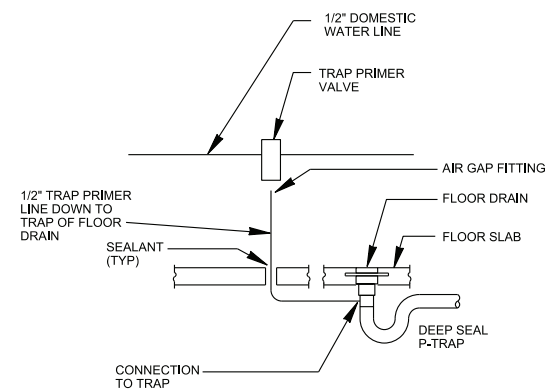 1/2" DOMESTIC
WATER LINE
TRAP PRIMER
VALVE
AIR GAP FITTING
1/2" TRAP PRIMER
LINE DOWN TO
TRAP OF FLOOR
DRAIN
FLOOR DRAIN
SEALANT
(TYP)
FLOOR SLAB
DEEP SEAL
P-TRAP
CONNECTION
TO TRAP